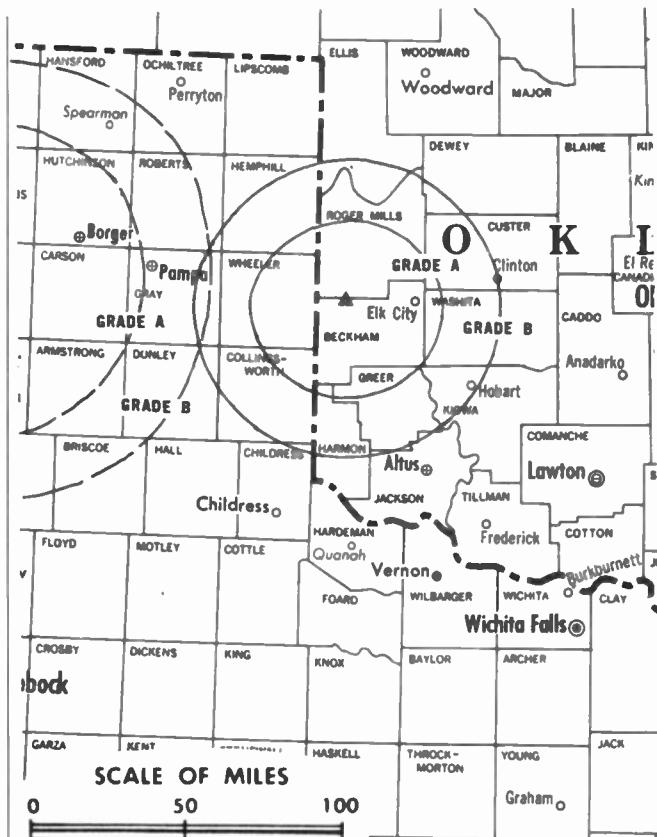 ELLIS
WOODWARD
Woodward
MAJOR
HANSFORD
OCHILTREE
LIPSCOMB
Perryton
Spearman
DEWEY
BLAINE
HUTCHINSON
ROBERTS
HEMPHILL
ROGER MILLS
CUSTER
Borger
O K L
CARSON
Pampa
WHEELER
GRADE A
Clinton
El Re
GRAY
Elk City
WASHITA
GRADE A
BECKHAM
GRADE B
CADDO
ARMSTRONG
DUNLEY
COLLINGS-
WORTH
Anadarko
GREER
Hobart
GRADE B
KIOWA
COMANCHE
BRISCOE
HALL
CHILDRESS
HARMON
Altus
Lawton
JACKSON
TILLMAN
Childress
Frederick
COTTON
HARDEMAN
Quanah
FLOYD
MOTLEY
COTTLE
Vernon
Burkburnett
FOARD
WILBARGER
WICHITA
CLAY
Wichita Falls
CROSBY
DICKENS
KING
KNOX
BAYLOR
ARCHER
bock
GARZA
KENT
HASKELL
THROCK-
MORTON
YOUNG
JACK
SCALE OF MILES
Graham
0 50 100